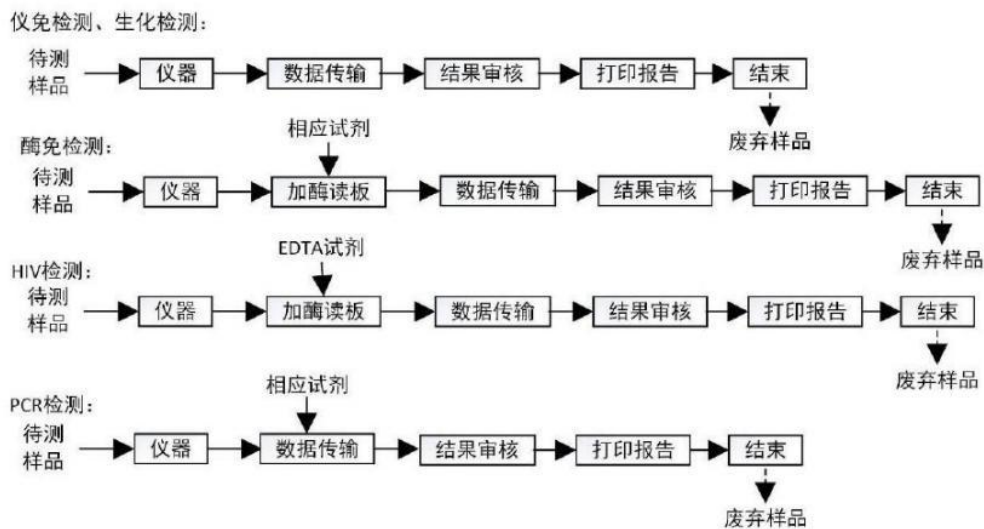 仪免检测、生化检测：
待测
样品
仪器 数据传输 结果审核 打印报告 结束
废弃样品
相应试剂
酶免检测：
待测
样品
仪器 加酶读板 数据传输 结果审核 打印报告 结束
废弃样品
EDTA试剂
HIV检测：
待测
样品
仪器 加酶读板 数据传输 结果审核 打印报告 结束
废弃样品
相应试剂
PCR检测：
待测
样品
仪器 数据传输 结果审核 打印报告 结束
废弃样品